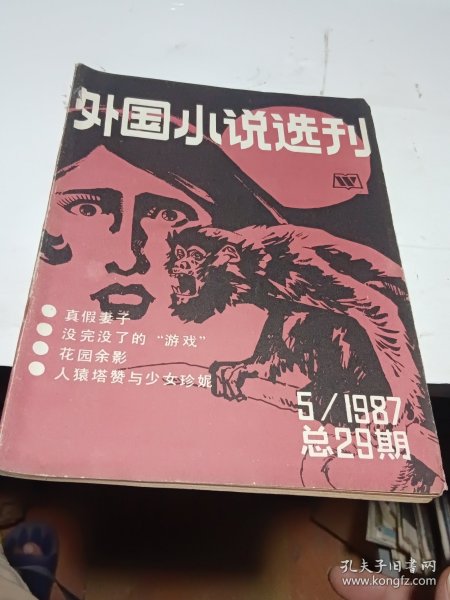 外国小说选刊
W
真假妻子
没完没了的“游戏”
花园余影
人猿塔赞与少女珍妮
5/1987
总29期
孔夫子旧书网
www.kongfz.com